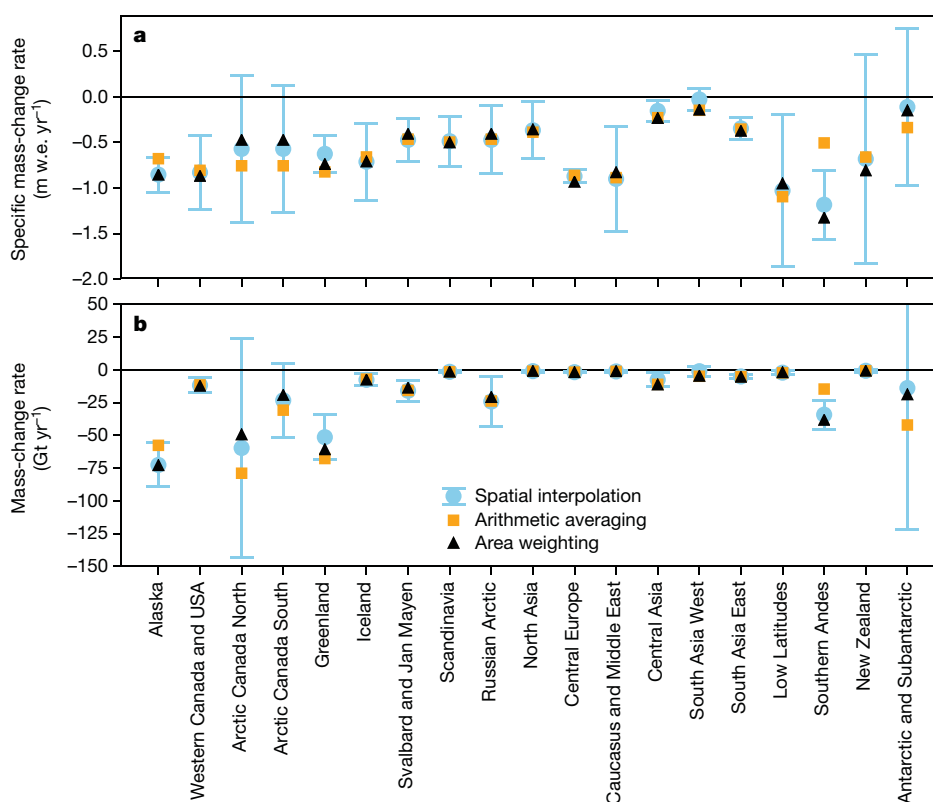 a
Specific mass-change rate
(m w.e. yr⁻¹)
0.5
0.0
−0.5
−1.0
−1.5
−2.0
b
Mass-change rate
(Gt yr⁻¹)
50
25
0
−25
−50
−75
−100
−125
−150
Spatial interpolation
Arithmetic averaging
Area weighting
Alaska
Western Canada and USA
Arctic Canada North
Arctic Canada South
Greenland
Iceland
Svalbard and Jan Mayen
Scandinavia
Russian Arctic
North Asia
Central Europe
Caucasus and Middle East
Central Asia
South Asia West
South Asia East
Low Latitudes
Southern Andes
New Zealand
Antarctic and Subantarctic